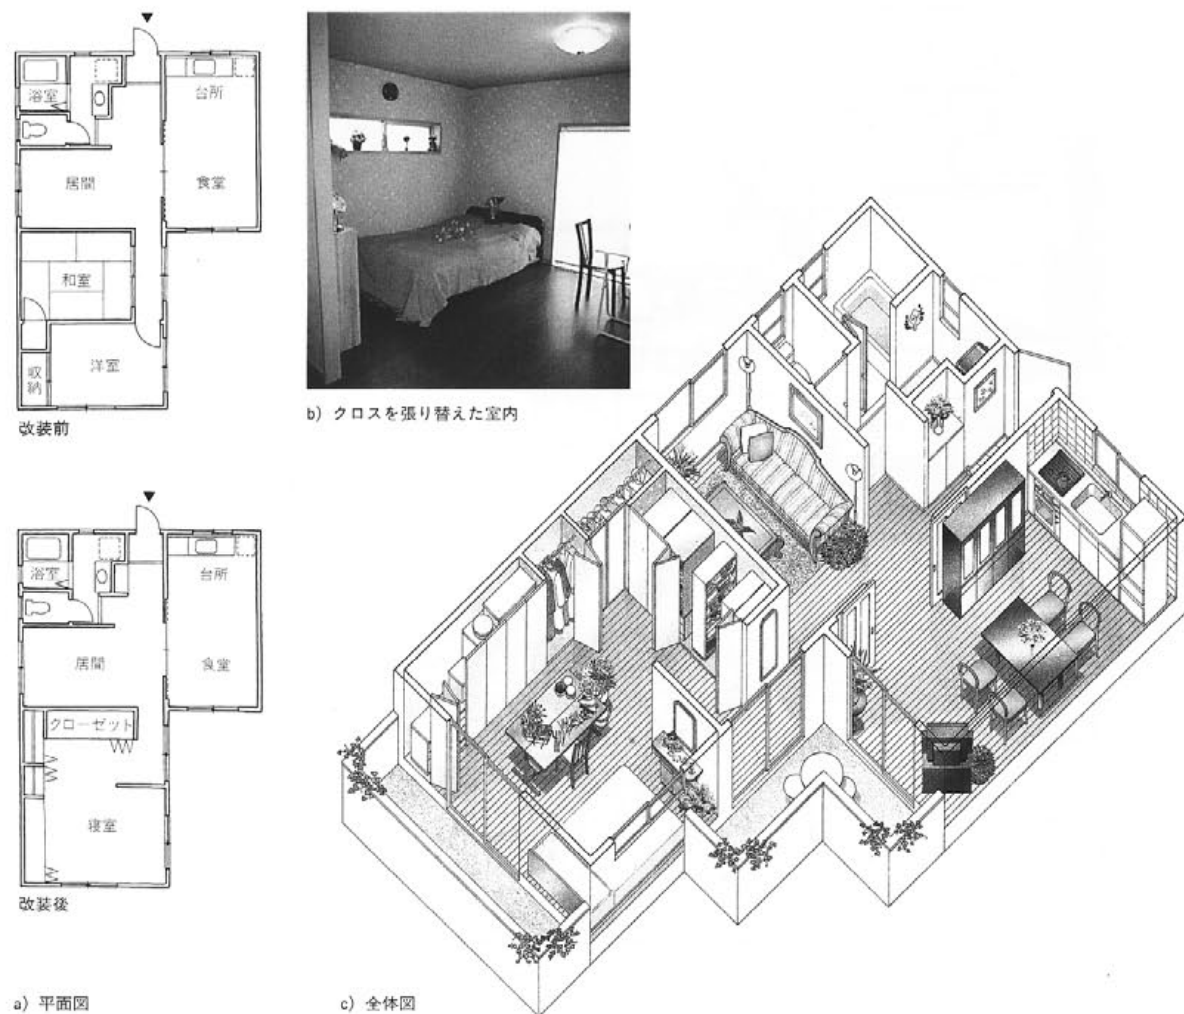 浴室
台所
居間
食堂
和室
収納
洋室
改装前
b) クロスを張り替えた室内
浴室
台所
居間
食堂
クローゼット
寝室
改装後
a) 平面図
c) 全体図